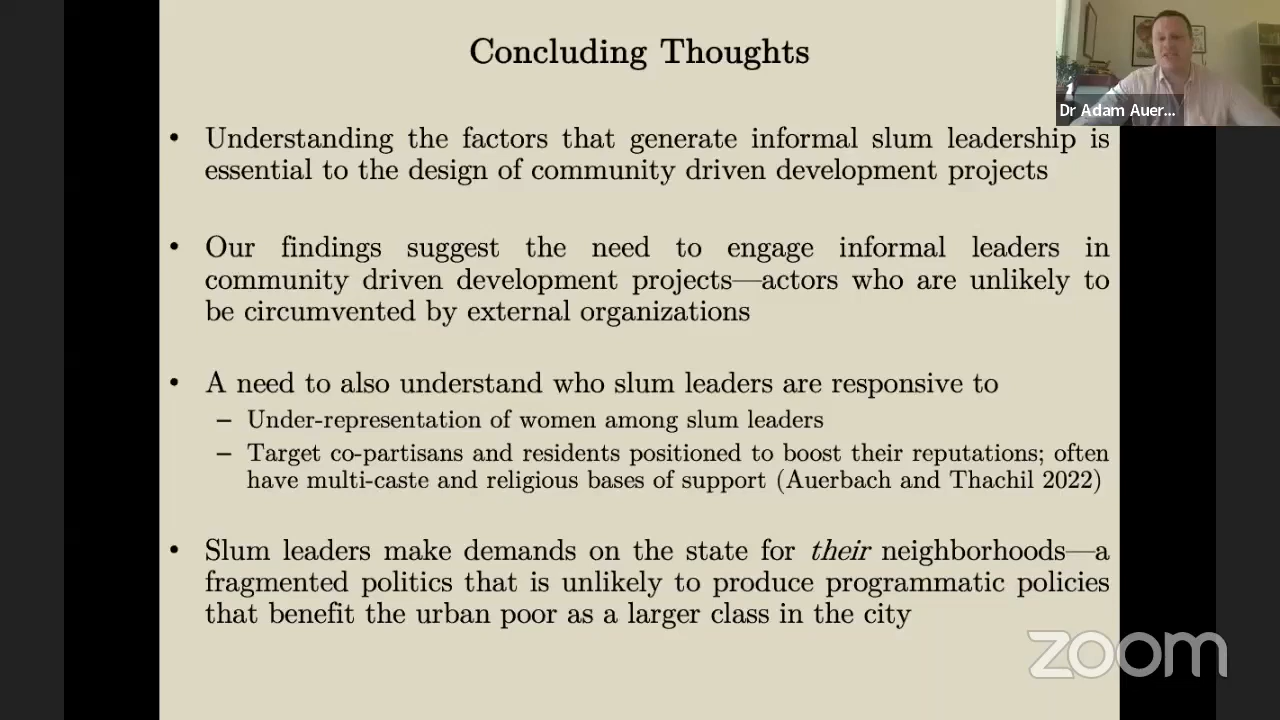 Concluding Thoughts
Dr Adam Auer...
• Understanding the factors that generate informal slum leadership is
essential to the design of community driven development projects
• Our findings suggest the need to engage informal leaders in
community driven development projects—actors who are unlikely to
be circumvented by external organizations
• A need to also understand who slum leaders are responsive to
– Under-representation of women among slum leaders
– Target co-partisans and residents positioned to boost their reputations; often
have multi-caste and religious bases of support (Auerbach and Thachil 2022)
• Slum leaders make demands on the state for their neighborhoods—a
fragmented politics that is unlikely to produce programmatic policies
that benefit the urban poor as a larger class in the city
zoom